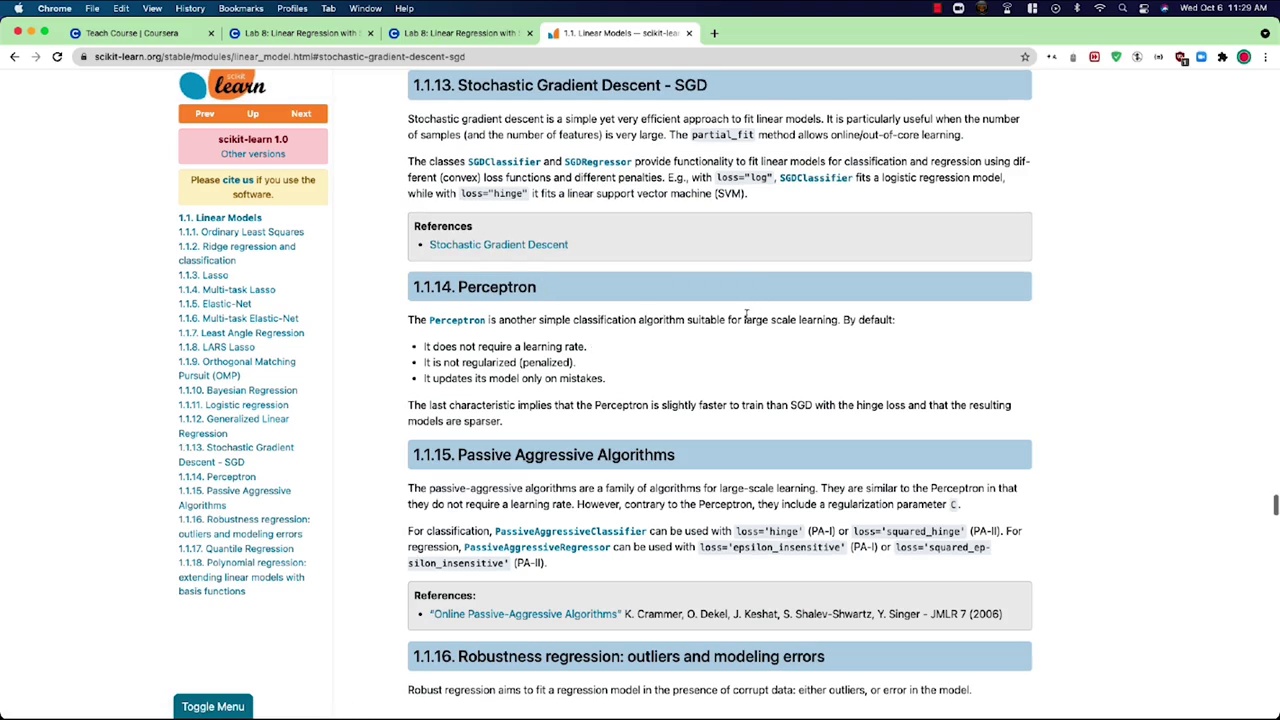 Chrome File Edit View History Bookmarks Profiles Tab Window Help Wed Oct 6 11:29 AM
Teach Course | Coursera Lab 8: Linear Regression with S Lab 8: Linear Regression with S 1.1. Linear Models — scikit-lea
scikit-learn.org/stable/modules/linear_model.html#stochastic-gradient-descent-sgd
scikit
learn
Prev Up Next
scikit-learn 1.0
Other versions
Please cite us if you use the
software.
1.1. Linear Models
1.1.1. Ordinary Least Squares
1.1.2. Ridge regression and
classification
1.1.3. Lasso
1.1.4. Multi-task Lasso
1.1.5. Elastic-Net
1.1.6. Multi-task Elastic-Net
1.1.7. Least Angle Regression
1.1.8. LARS Lasso
1.1.9. Orthogonal Matching
Pursuit (OMP)
1.1.10. Bayesian Regression
1.1.11. Logistic regression
1.1.12. Generalized Linear
Regression
1.1.13. Stochastic Gradient
Descent - SGD
1.1.14. Perceptron
1.1.15. Passive Aggressive
Algorithms
1.1.16. Robustness regression:
outliers and modeling errors
1.1.17. Quantile Regression
1.1.18. Polynomial regression:
extending linear models with
basis functions
Toggle Menu
1.1.13. Stochastic Gradient Descent - SGD
Stochastic gradient descent is a simple yet very efficient approach to fit linear models. It is particularly useful when the number
of samples (and the number of features) is very large. The partial_fit method allows online/out-of-core learning.
The classes SGDClassifier and SGDRegressor provide functionality to fit linear models for classification and regression using dif-
ferent (convex) loss functions and different penalties. E.g., with loss="log", SGDClassifier fits a logistic regression model,
while with loss="hinge" it fits a linear support vector machine (SVM).
References
• Stochastic Gradient Descent
1.1.14. Perceptron
The Perceptron is another simple classification algorithm suitable for large scale learning. By default:
• It does not require a learning rate.
• It is not regularized (penalized).
• It updates its model only on mistakes.
The last characteristic implies that the Perceptron is slightly faster to train than SGD with the hinge loss and that the resulting
models are sparser.
1.1.15. Passive Aggressive Algorithms
The passive-aggressive algorithms are a family of algorithms for large-scale learning. They are similar to the Perceptron in that
they do not require a learning rate. However, contrary to the Perceptron, they include a regularization parameter C.
For classification, PassiveAggressiveClassifier can be used with loss='hinge' (PA-I) or loss='squared_hinge' (PA-II). For
regression, PassiveAggressiveRegressor can be used with loss='epsilon_insensitive' (PA-I) or loss='squared_ep-
silon_insensitive' (PA-II).
References:
• “Online Passive-Aggressive Algorithms” K. Crammer, O. Dekel, J. Keshat, S. Shalev-Shwartz, Y. Singer - JMLR 7 (2006)
1.1.16. Robustness regression: outliers and modeling errors
Robust regression aims to fit a regression model in the presence of corrupt data: either outliers, or error in the model.